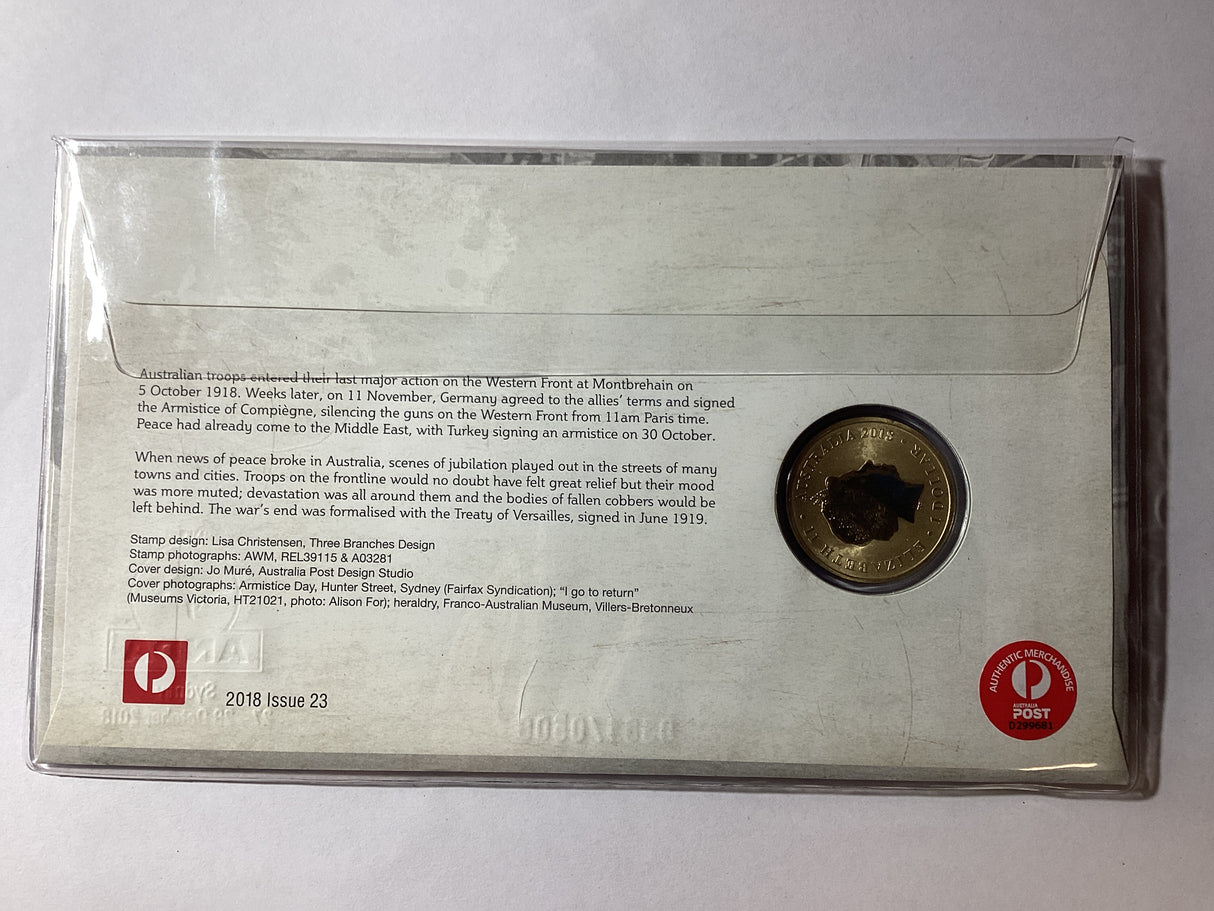 Australian troops entered their last major action on the Western Front at Montbrehain on
5 October 1918. Weeks later, on 11 November, Germany agreed to the allies' terms and signed
the Armistice of Compiègne, silencing the guns on the Western Front from 11am Paris time.
Peace had already come to the Middle East, with Turkey signing an armistice on 30 October.
When news of peace broke in Australia, scenes of jubilation played out in the streets of many
towns and cities. Troops on the frontline would no doubt have felt great relief but their mood
was more muted; devastation was all around them and the bodies of fallen cobbers would be
left behind. The war's end was formalised with the Treaty of Versailles, signed in June 1919.
Stamp design: Lisa Christensen, Three Branches Design
Stamp photographs: AWM, REL39115 & A03281
Cover design: Jo Muré, Australia Post Design Studio
Cover photographs: Armistice Day, Hunter Street, Sydney (Fairfax Syndication); "I go to return"
(Museums Victoria, HT21021, photo: Alison For); heraldry, Franco-Australian Museum, Villers-Bretonneux
2018 Issue 23
ELIZABETH II · AUSTRALIA 2018 · 1 DOLLAR ·
AUTHENTIC MERCHANDISE
AUSTRALIA
POST
D299681